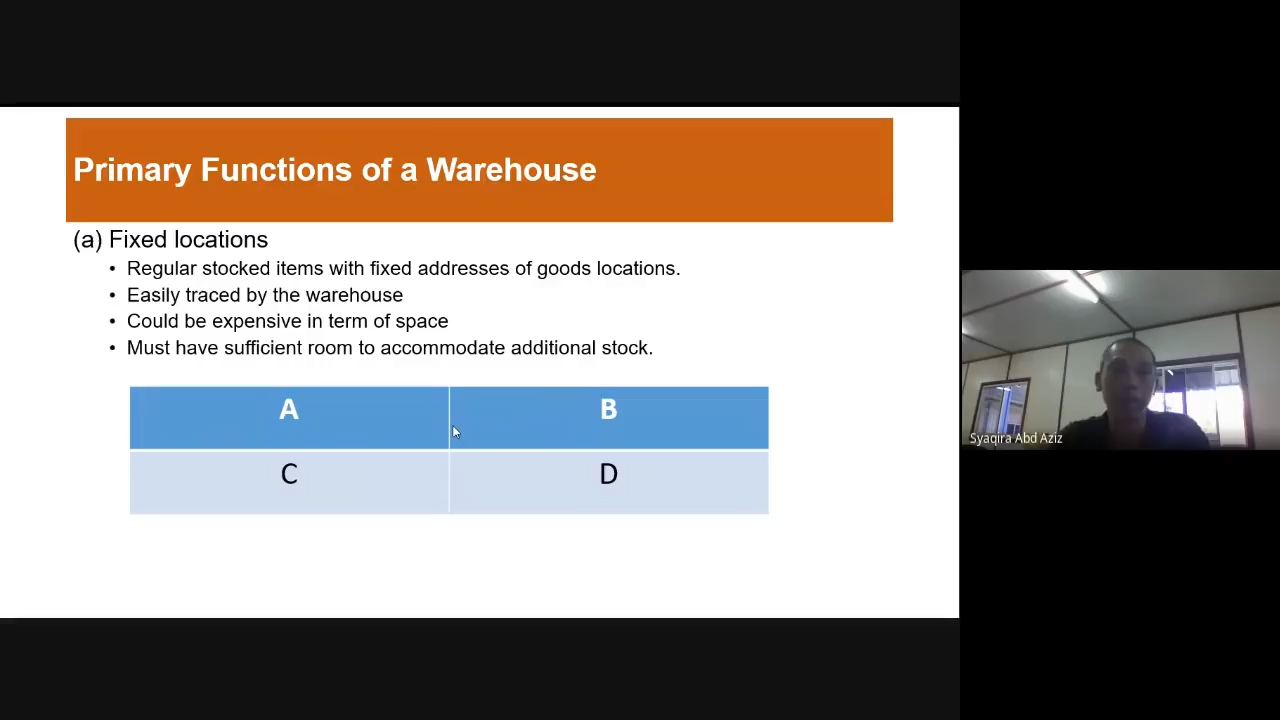 Primary Functions of a Warehouse
(a) Fixed locations
• Regular stocked items with fixed addresses of goods locations.
• Easily traced by the warehouse
• Could be expensive in term of space
• Must have sufficient room to accommodate additional stock.
A B
C D
Syaqira Abd Aziz